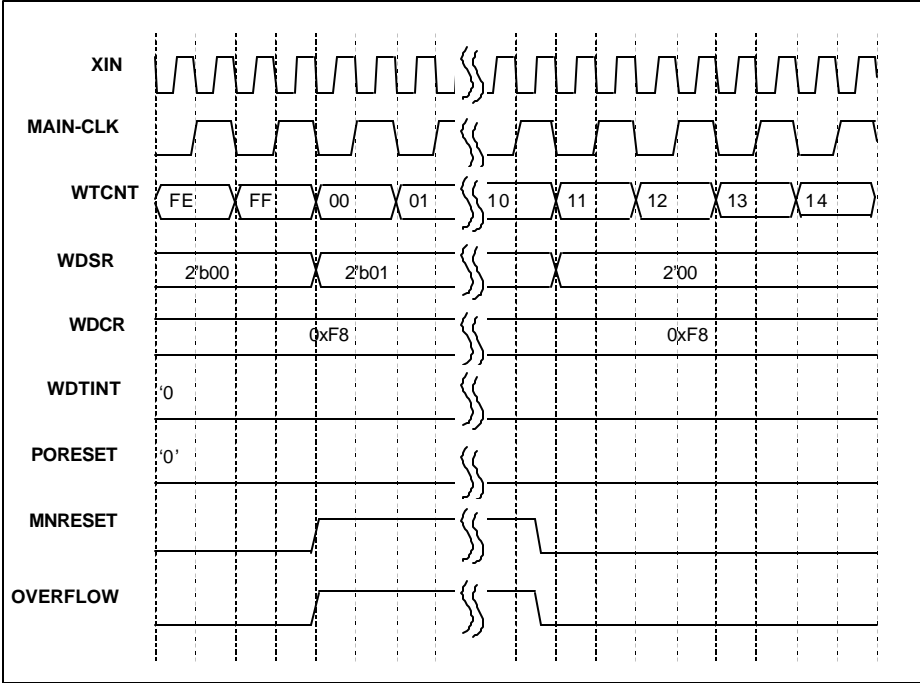 XIN
MAIN-CLK
WTCNT FE FF 00 01 10 11 12 13 14
WDSR 2'b00 2'b01 2'00
WDCR 0xF8 0xF8
WDTINT '0
PORESET '0'
MNRESET
OVERFLOW